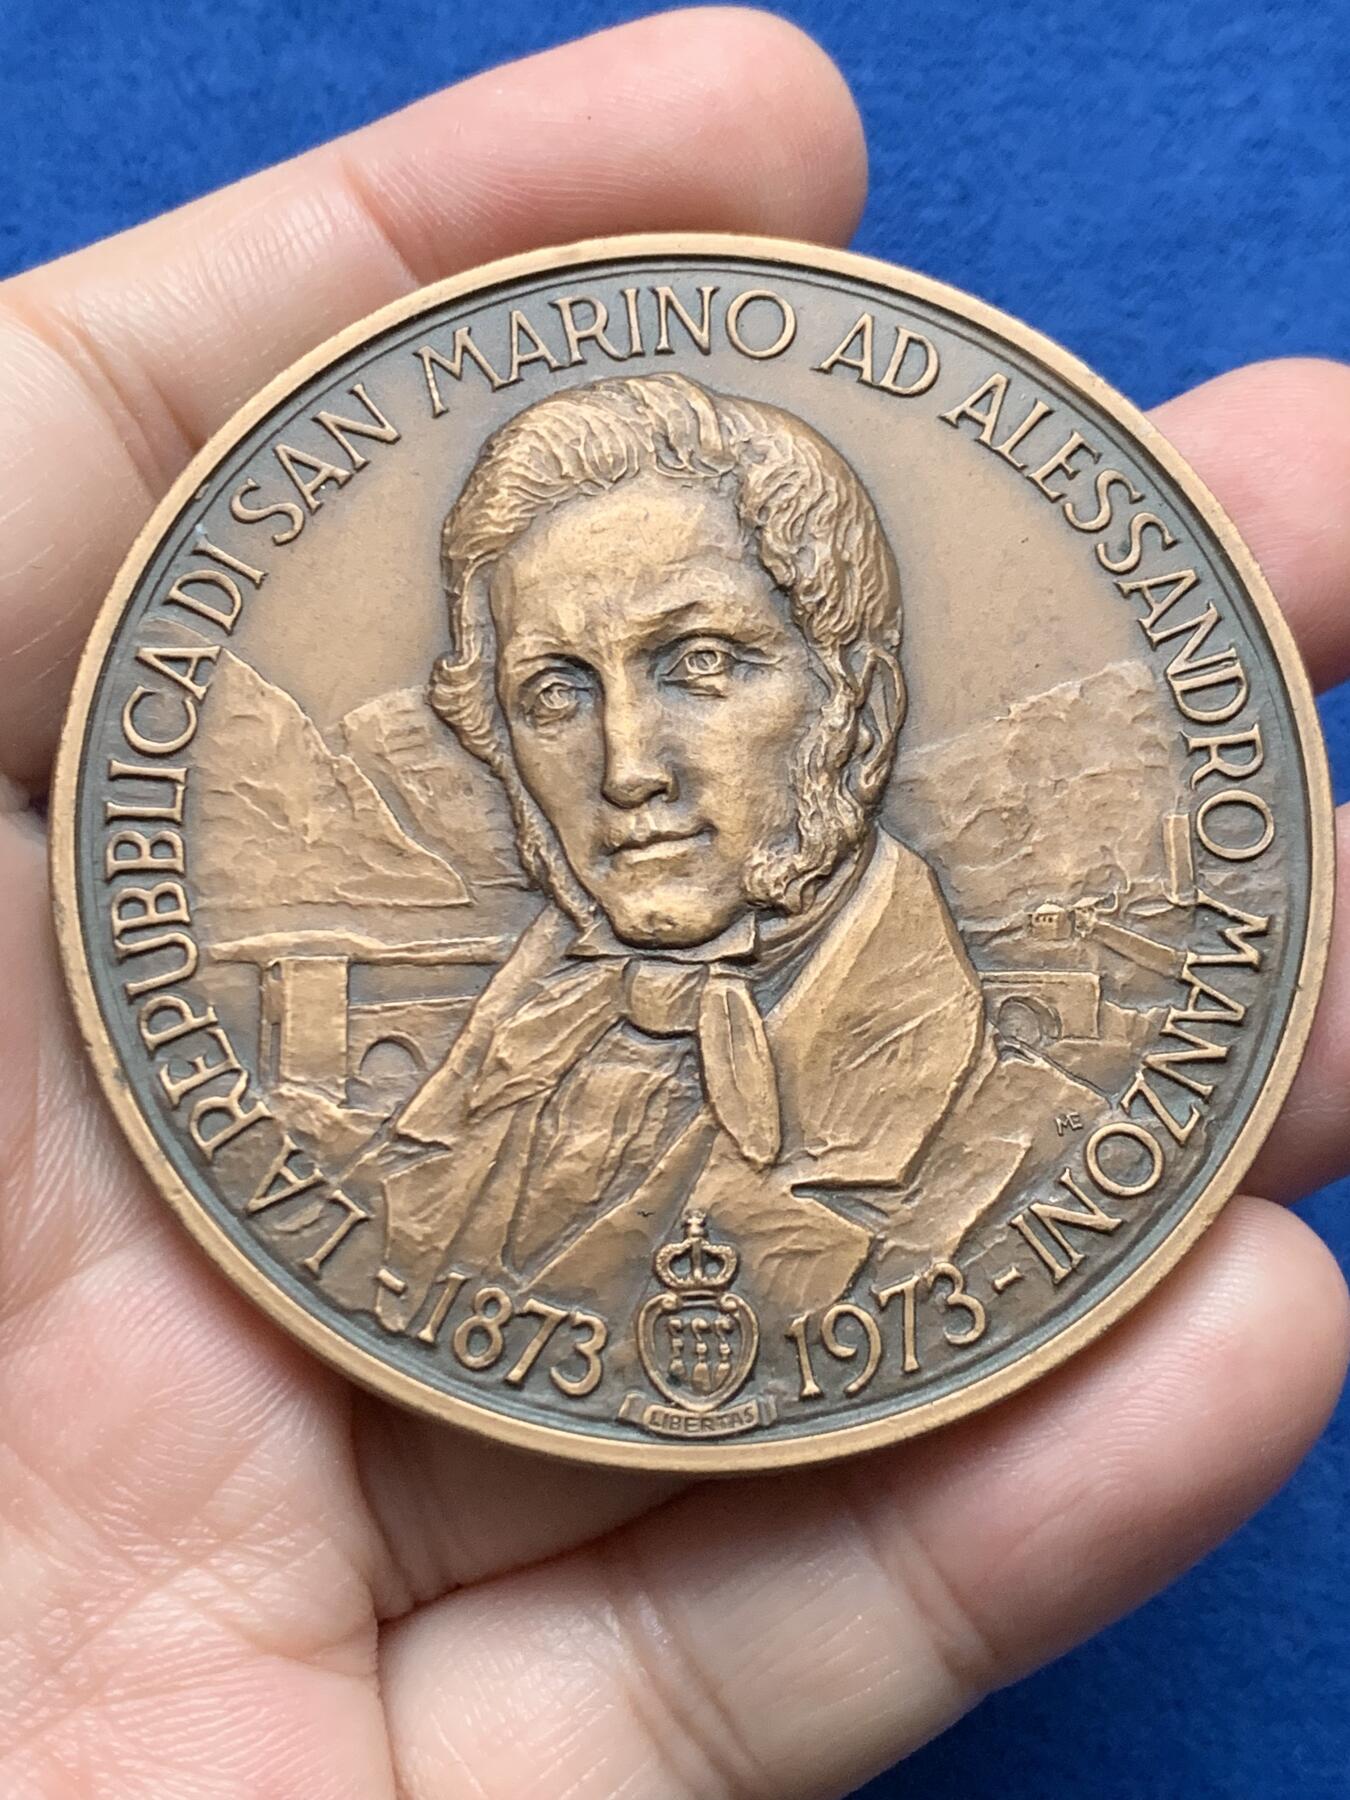 LA REPUBBLICA DI SAN MARINO AD ALESSANDRO MANZONI
- 1873 1973 -
LIBERTAS
ME